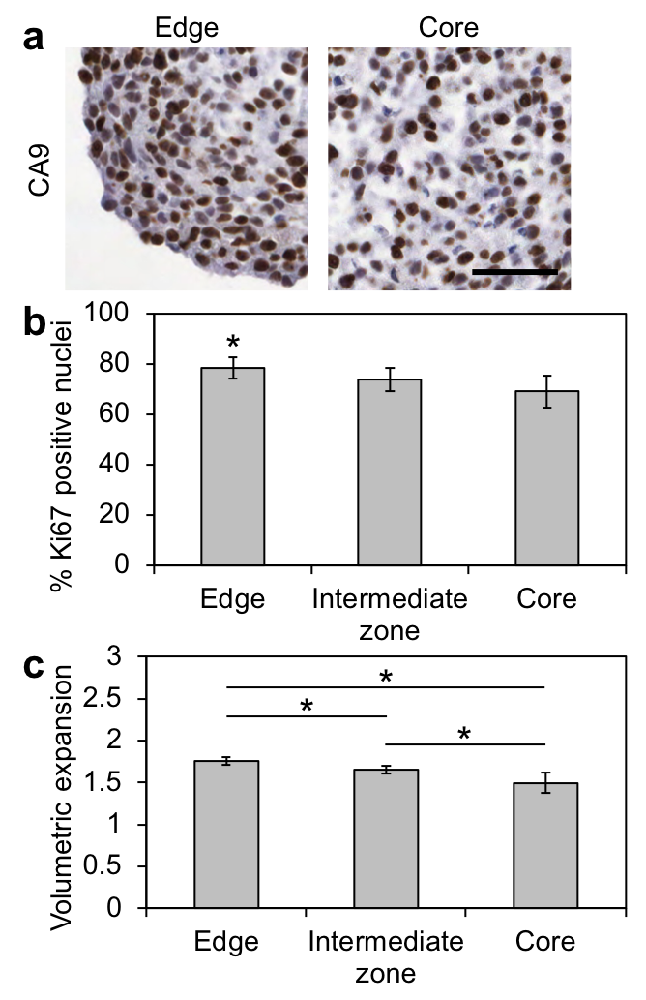 a
Edge
Core
CA9
b
% Ki67 positive nuclei
100
80
60
40
20
0
*
Edge
Intermediate
zone
Core
c
Volumetric expansion
3
2.5
2
1.5
1
0.5
0
*
*
*
Edge
Intermediate
zone
Core